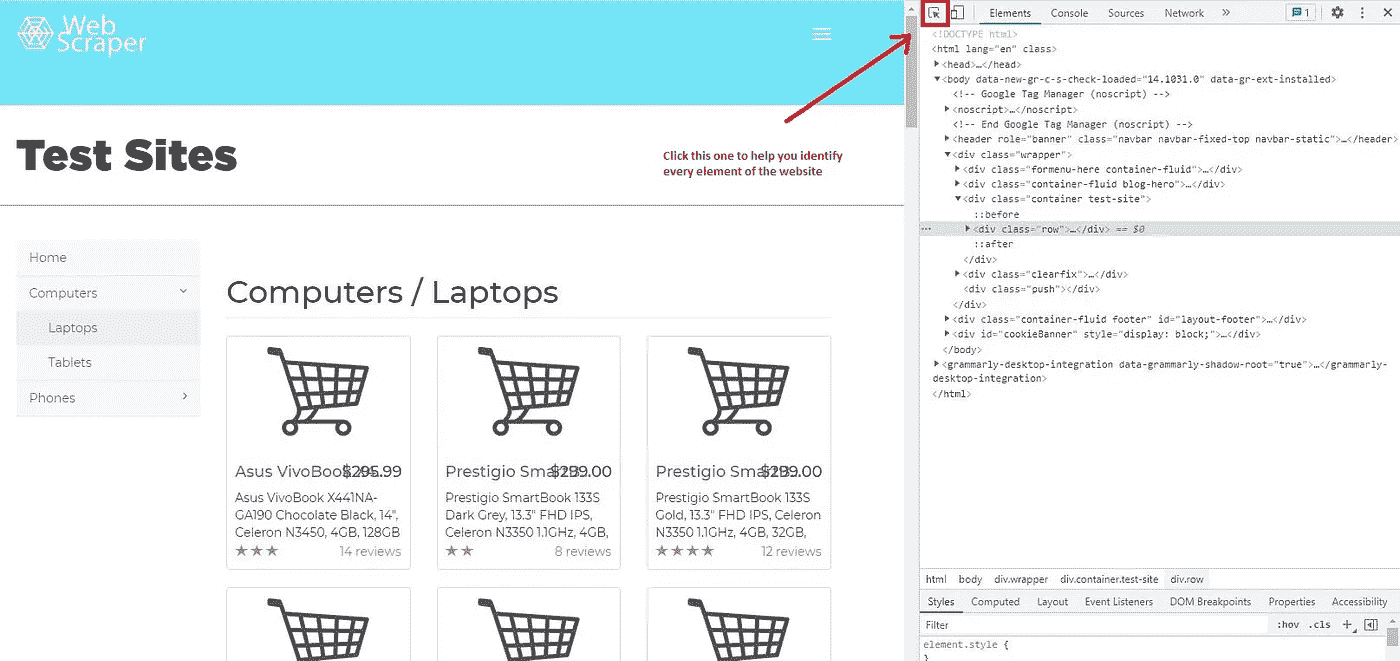 Web
Scraper
Test Sites
Click this one to help you identify
every element of the website
Home
Computers
Laptops
Tablets
Phones
Computers / Laptops
Asus VivoBook $295.99
Asus VivoBook X441NA-
GA190 Chocolate Black, 14",
Celeron N3450, 4GB, 128GB
14 reviews
Prestigio Sma $299.00
Prestigio SmartBook 133S
Dark Grey, 13.3" FHD IPS,
Celeron N3350 1.1GHz, 4GB,
8 reviews
Prestigio Sma $299.00
Prestigio SmartBook 133S
Gold, 13.3" FHD IPS, Celeron
N3350 1.1GHz, 4GB, 32GB,
12 reviews
Elements Console Sources Network » 1
<!DOCTYPE html>
<html lang="en" class>
<head>…</head>
<body data-new-gr-c-s-check-loaded="14.1031.0" data-gr-ext-installed>
<!-- Google Tag Manager (noscript) -->
<noscript>…</noscript>
<!-- End Google Tag Manager (noscript) -->
<header role="banner" class="navbar navbar-fixed-top navbar-static">…</header>
<div class="wrapper">
<div class="formenu-here container-fluid">…</div>
<div class="container-fluid blog-hero">…</div>
<div class="container test-site">
::before
<div class="row">…</div> == $0
::after
</div>
<div class="clearfix">…</div>
<div class="push"></div>
</div>
<div class="container-fluid footer" id="layout-footer">…</div>
<div id="cookieBanner" style="display: block;">…</div>
</body>
<grammarly-desktop-integration data-grammarly-shadow-root="true">…</grammarly-
desktop-integration>
</html>
html body div.wrapper div.container.test-site div.row
Styles Computed Layout Event Listeners DOM Breakpoints Properties Accessibility
Filter :hov .cls +
element.style {
}